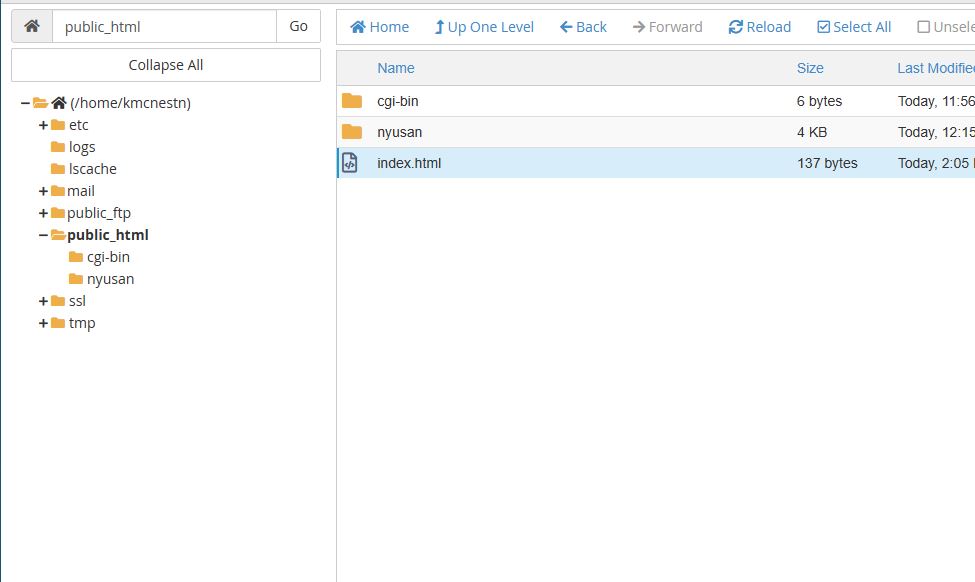 public_html Go
Collapse All
(/home/kmcnestn)
etc
logs
lscache
mail
public_ftp
public_html
cgi-bin
nyusan
ssl
tmp
Home Up One Level Back Forward Reload Select All Unsele
Name Size Last Modifie
cgi-bin 6 bytes Today, 11:56
nyusan 4 KB Today, 12:15
index.html 137 bytes Today, 2:05